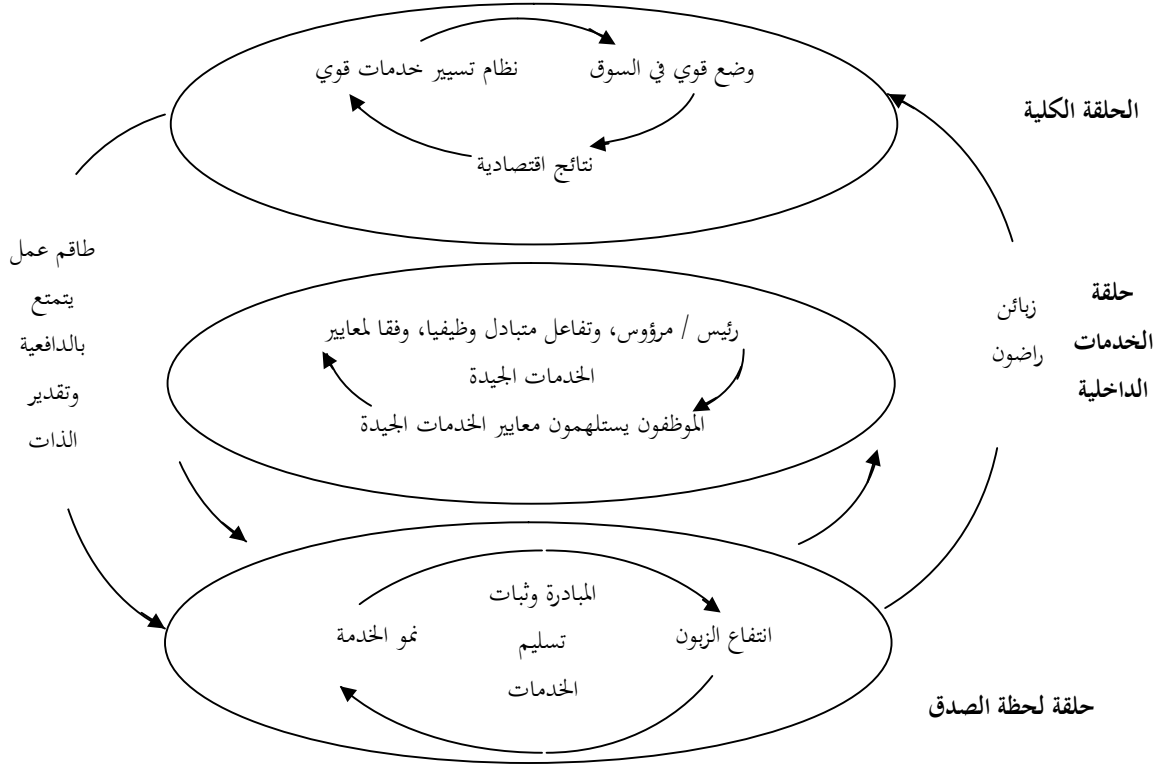 وضع قوي في السوق
نظام تسيير خدمات قوي
نتائج اقتصادية
الحلقة الكلية
طاقم عمل
يتمتع
بالدافعية
وتقدير
الذات
زبائن
راضون
حلقة
الخدمات
الداخلية
رئيس / مرؤوس، وتفاعل متبادل وظيفيا، وفقا لمعايير
الخدمات الجيدة
الموظفون يستلهمون معايير الخدمات الجيدة
انتفاع الزبون
المبادرة وثبات
تسليم
الخدمات
نمو الخدمة
حلقة لحظة الصدق